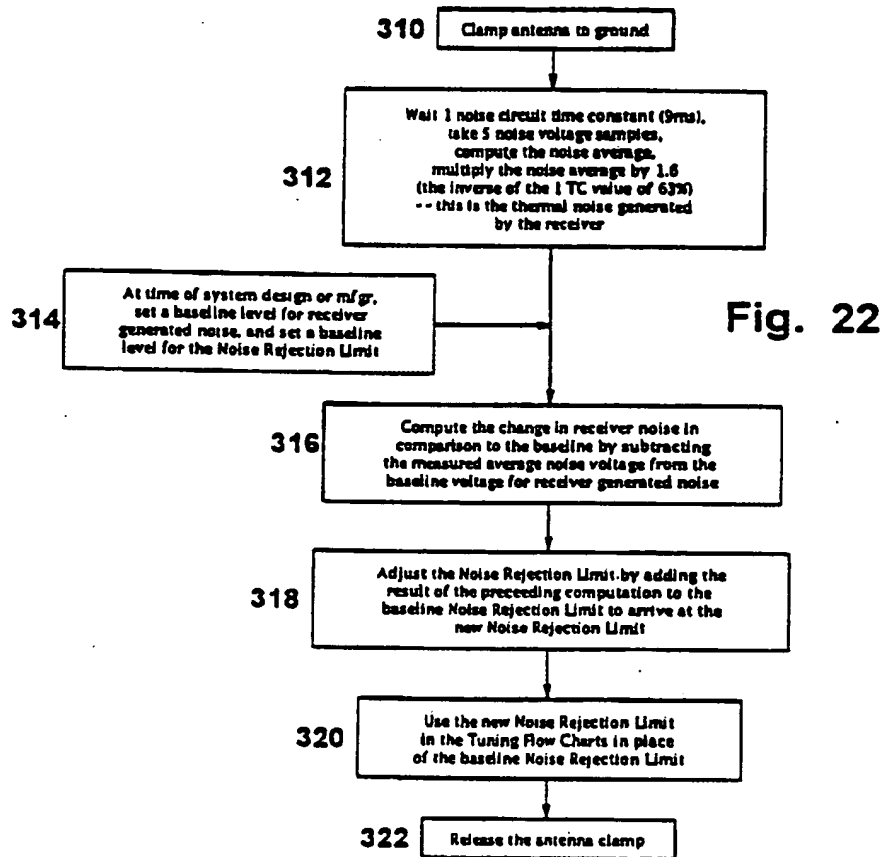 310
Clamp antenna to ground
312
Wait 1 noise circuit time constant (9ms),
take 5 noise voltage samples,
compute the noise average,
multiply the noise average by 1.6
(the inverse of the 1 TC value of 63%)
-- this is the thermal noise generated
by the receiver
314
At time of system design or mfgr,
set a baseline level for receiver
generated noise, and set a baseline
level for the Noise Rejection Limit
Fig. 22
316
Compute the change in receiver noise in
comparison to the baseline by subtracting
the measured average noise voltage from the
baseline voltage for receiver generated noise
318
Adjust the Noise Rejection Limit by adding the
result of the preceeding computation to the
baseline Noise Rejection Limit to arrive at the
new Noise Rejection Limit
320
Use the new Noise Rejection Limit
in the Tuning Flow Charts in place
of the baseline Noise Rejection Limit
322
Release the antenna clamp